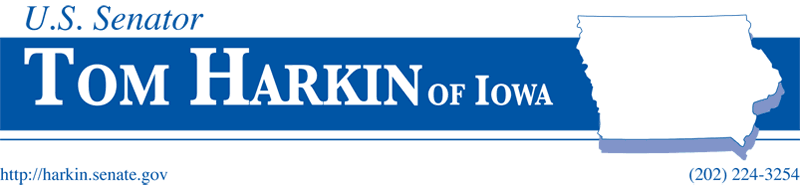 U.S. Senator
TOM HARKIN OF IOWA
http://harkin.senate.gov (202) 224-3254